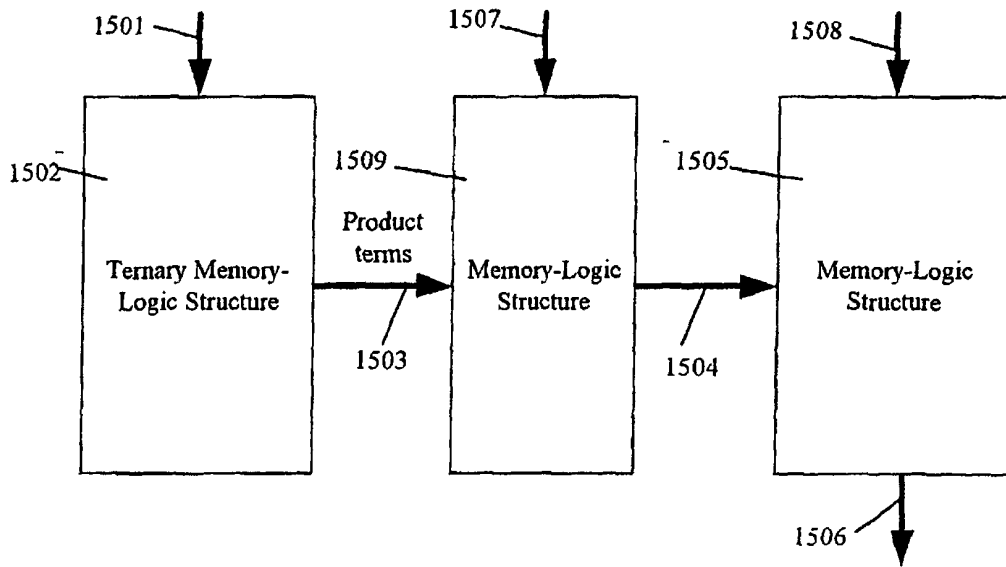 1501
1507
1508
1502
1509
1505
Product
terms
Ternary Memory-
Logic Structure
Memory-Logic
Structure
Memory-Logic
Structure
1503
1504
1506